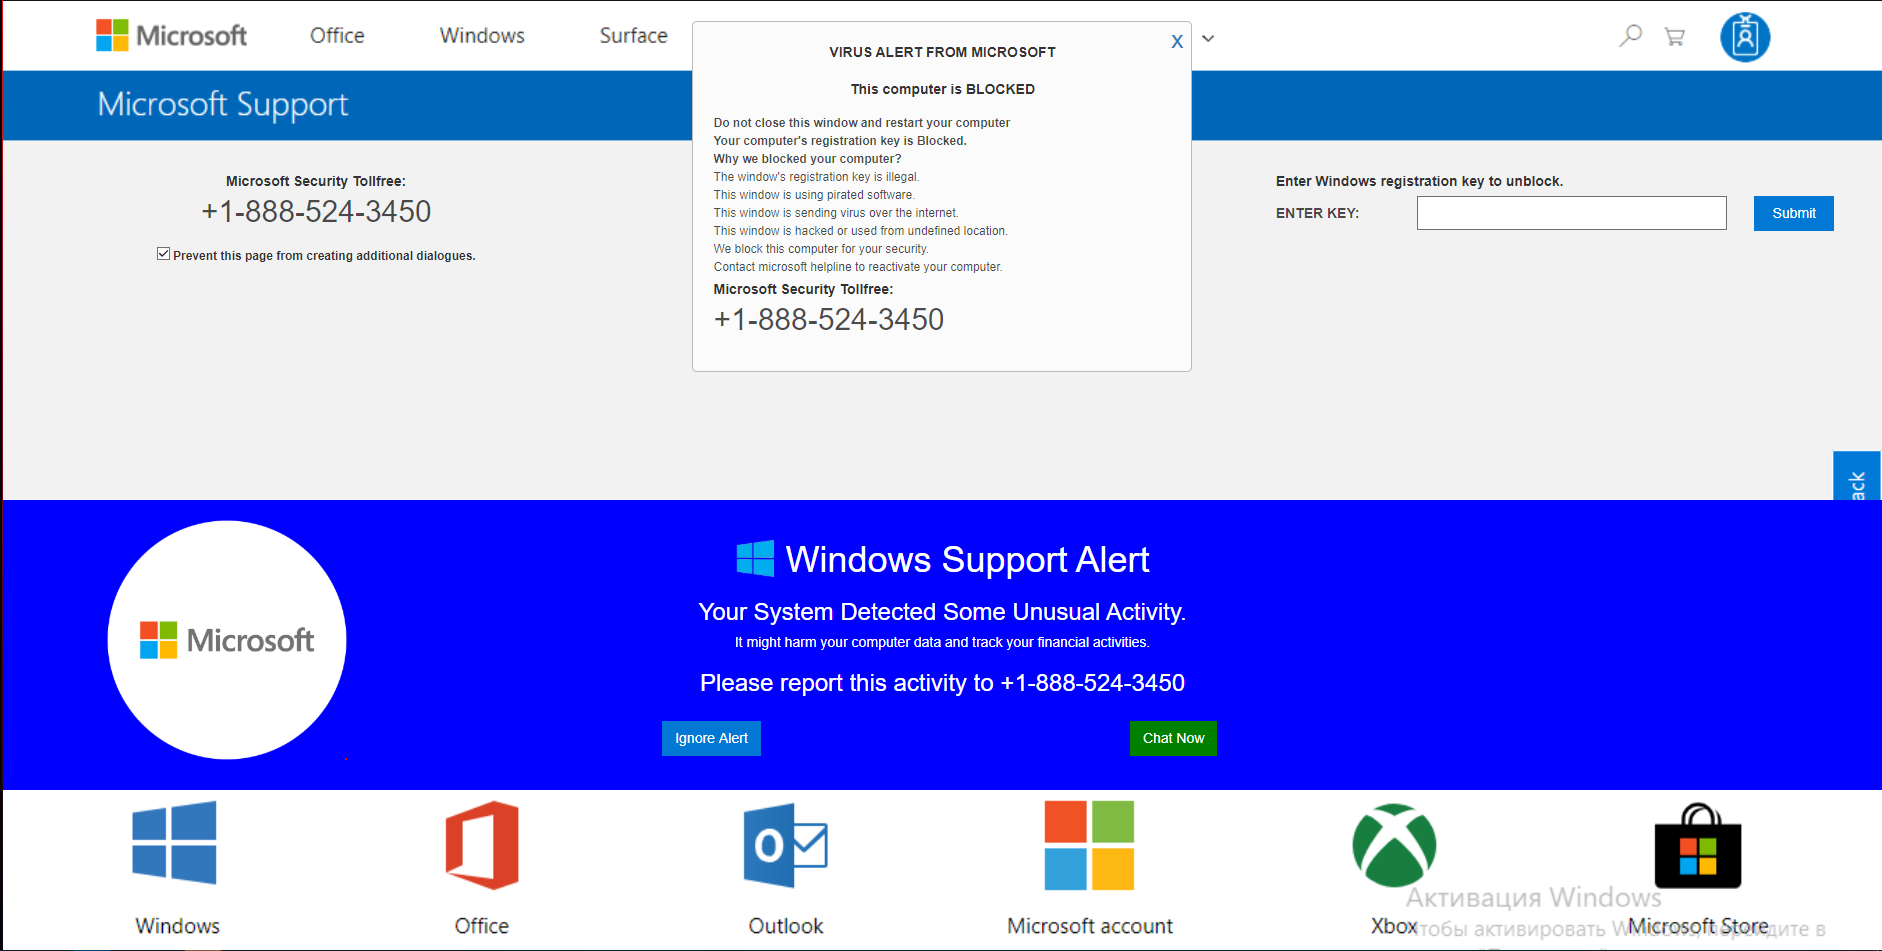 Microsoft Office Windows Surface
Microsoft Support
X
VIRUS ALERT FROM MICROSOFT
This computer is BLOCKED
Do not close this window and restart your computer
Your computer's registration key is Blocked.
Why we blocked your computer?
The window's registration key is illegal.
This window is using pirated software.
This window is sending virus over the internet.
This window is hacked or used from undefined location.
We block this computer for your security.
Contact microsoft helpline to reactivate your computer.
Microsoft Security Tollfree:
+1-888-524-3450
Microsoft Security Tollfree:
+1-888-524-3450
Prevent this page from creating additional dialogues.
Enter Windows registration key to unblock.
ENTER KEY:
Submit
ack
Microsoft
Windows Support Alert
Your System Detected Some Unusual Activity.
It might harm your computer data and track your financial activities.
Please report this activity to +1-888-524-3450
Ignore Alert Chat Now
Windows Office Outlook Microsoft account Xbox Microsoft Store
Активация Windows
Чтобы активировать Windows, перейдите в